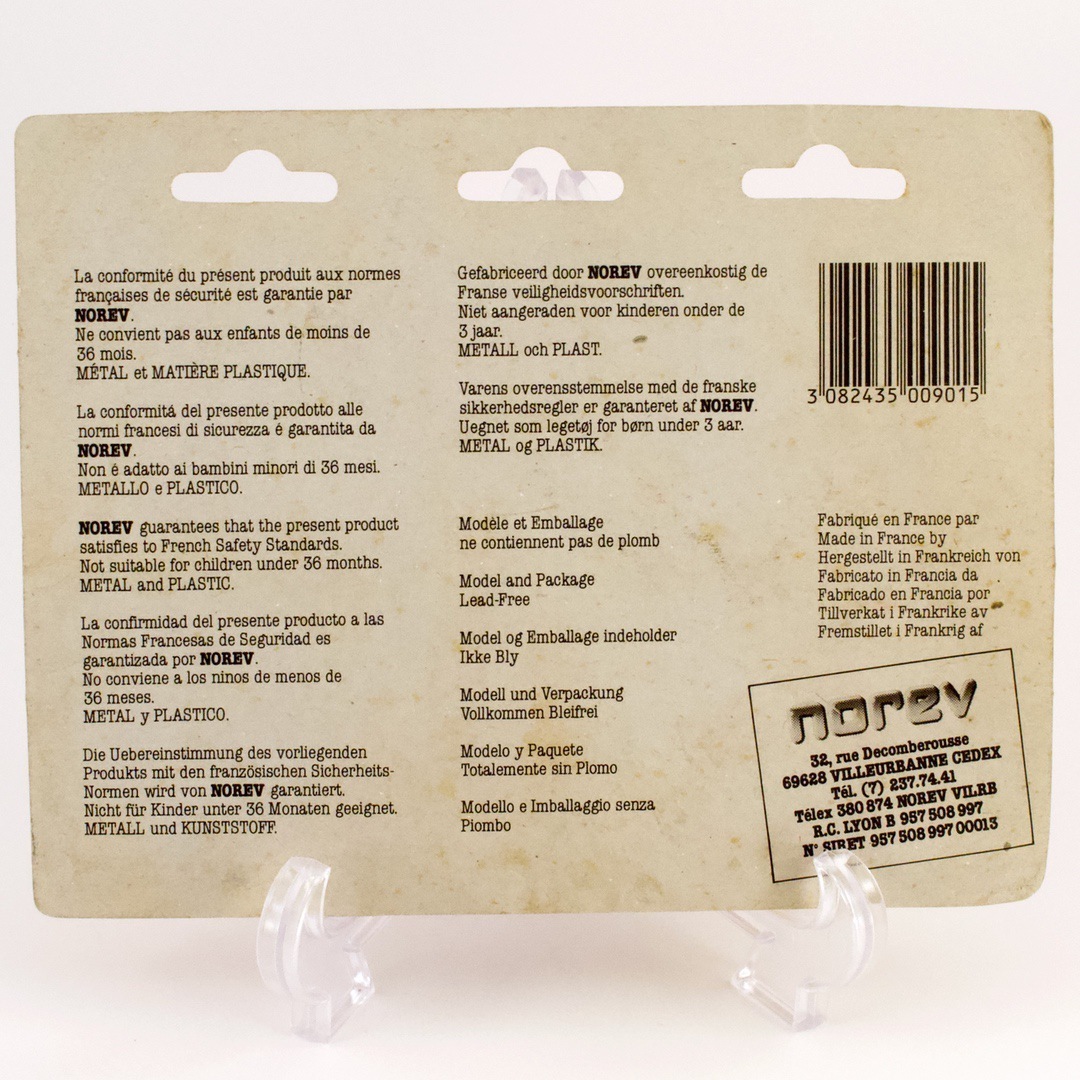 La conformité du présent produit aux normes
françaises de sécurité est garantie par
NOREV.
Ne convient pas aux enfants de moins de
36 mois.
MÉTAL et MATIÈRE PLASTIQUE.
La conformitá del presente prodotto alle
normi francesi di sicurezza é garantita da
NOREV.
Non é adatto ai bambini minori di 36 mesi.
METALLO e PLASTICO.
NOREV guarantees that the present product
satisfies to French Safety Standards.
Not suitable for children under 36 months.
METAL and PLASTIC.
La confirmidad del presente producto a las
Normas Francesas de Seguridad es
garantizada por NOREV.
No conviene a los ninos de menos de
36 meses.
METAL y PLASTICO.
Die Uebereinstimmung des vorliegenden
Produkts mit den französischen Sicherheits-
Normen wird von NOREV garantiert.
Nicht für Kinder unter 36 Monaten geeignet.
METALL und KUNSTSTOFF.
Gefabriceerd door NOREV overeenkostig de
Franse veiligheidsvoorschriften.
Niet aangeraden voor kinderen onder de
3 jaar.
METALL och PLAST.
Varens overensstemmelse med de franske
sikkerhedsregler er garanteret af NOREV.
Uegnet som legetøj for børn under 3 aar.
METAL og PLASTIK.
Modèle et Emballage
ne contiennent pas de plomb
Model and Package
Lead-Free
Model og Emballage indeholder
Ikke Bly
Modell und Verpackung
Vollkommen Bleifrei
Modelo y Paquete
Totalemente sin Plomo
Modello e Imballaggio senza
Piombo
3 082435 009015
Fabriqué en France par
Made in France by
Hergestellt in Frankreich von
Fabricato in Francia da
Fabricado en Francia por
Tillverkat i Frankrike av
Fremstillet i Frankrig af
norev
32, rue Decomberousse
69628 VILLEURBANNE CEDEX
Tél. (7) 237.74.41
Télex 380 874 NOREV VILRB
R.C. LYON B 957 508 997
N° SIRET 957 508 997 00013